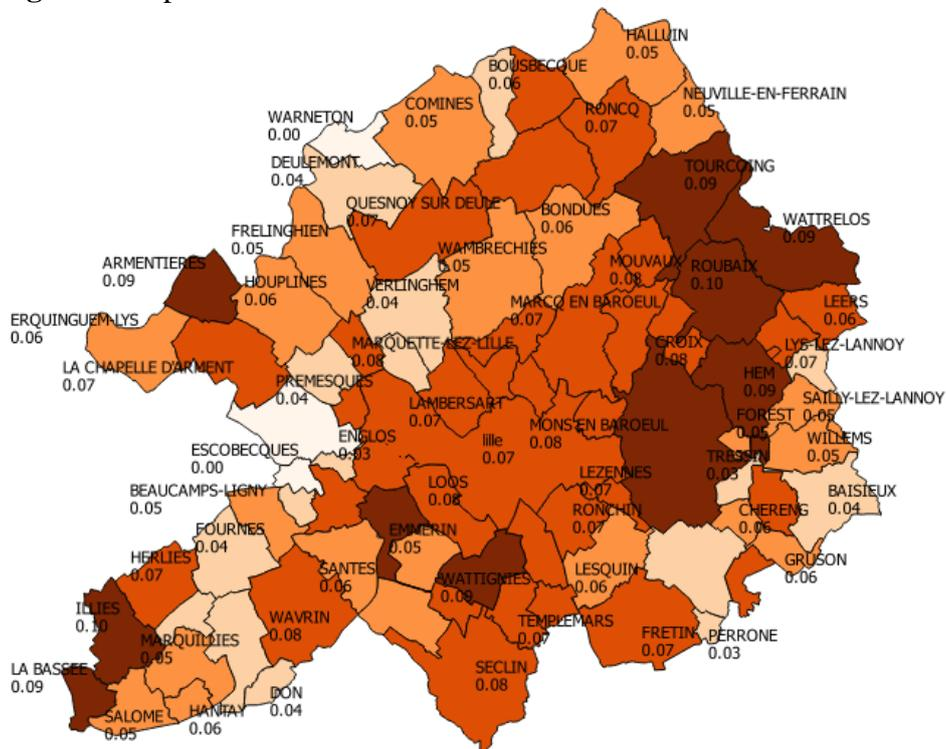 HALLUIN
0.05
BOUSBECQUE
0.06
NEUVILLE-EN-FERRAIN
0.05
COMINES
0.05
RONCQ
0.07
WARNETON
0.00
DEULEMONT
0.04
TOURCOING
0.09
QUESNOY SUR DEULE
0.07
BONDUES
0.06
WATTRELOS
0.09
FRELINGHIEN
0.05
WAMBRECHIES
0.05
ARMENTIERES
0.09
MOUVAUX
0.08
ROUBAIX
0.10
HOUPLINES
0.06
VERLINGHEM
0.04
MARCQ EN BAROEUL
0.07
LEERS
0.06
ERQUINGUEM-LYS
0.06
MARQUETTE-LEZ-LILLE
0.08
CROIX
0.08
LYS-LEZ-LANNOY
0.07
LA CHAPELLE D'ARMENT
0.07
PREMESQUES
0.04
HEM
0.09
SAILLY-LEZ-LANNOY
0.05
LAMBERSART
0.07
FOREST
0.05
MONS EN BAROEUL
0.08
ENGLOS
0.03
lille
0.07
WILLEMS
0.05
ESCOBECQUES
0.00
TRESSIN
0.03
LEZENNES
0.07
LOOS
0.08
BEAUCAMPS-LIGNY
0.05
BAISIEUX
0.04
RONCHIN
0.07
CHERENG
0.06
FOURNES
0.04
EMMERIN
0.05
HERLIES
0.07
GRUSON
0.06
SANTES
0.06
WATTIGNIES
0.09
LESQUIN
0.06
ILLIES
0.10
WAVRIN
0.08
TEMPLEMARS
0.07
MARQUILLIES
0.05
FRETIN
0.07
PERRONE
0.03
LA BASSEE
0.09
SECLIN
0.08
DON
0.04
SALOME
0.05
HANTAY
0.06